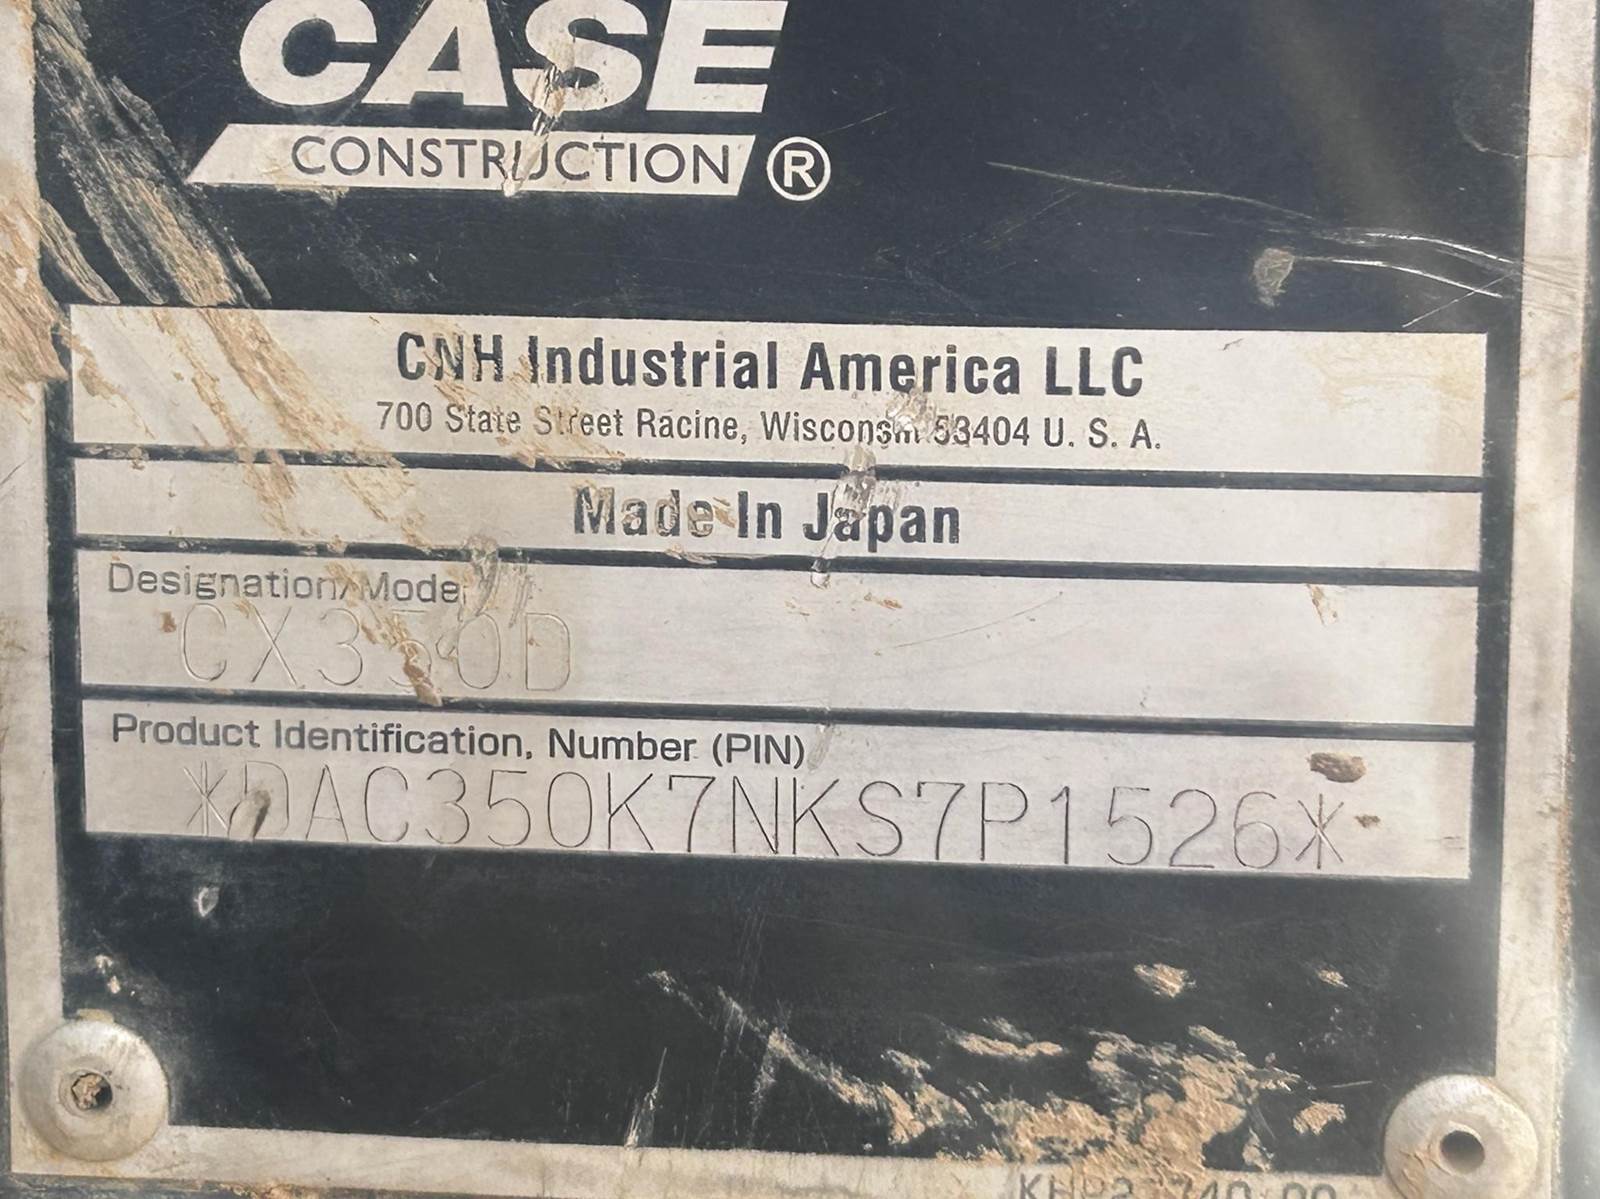 CASE
CONSTRUCTION ®
CNH Industrial America LLC
700 State Street Racine, Wisconsin 53404 U. S. A.
Made In Japan
Designation/Model
CX350D
Product Identification, Number (PIN)
*DAC350K7NKS7P1526*